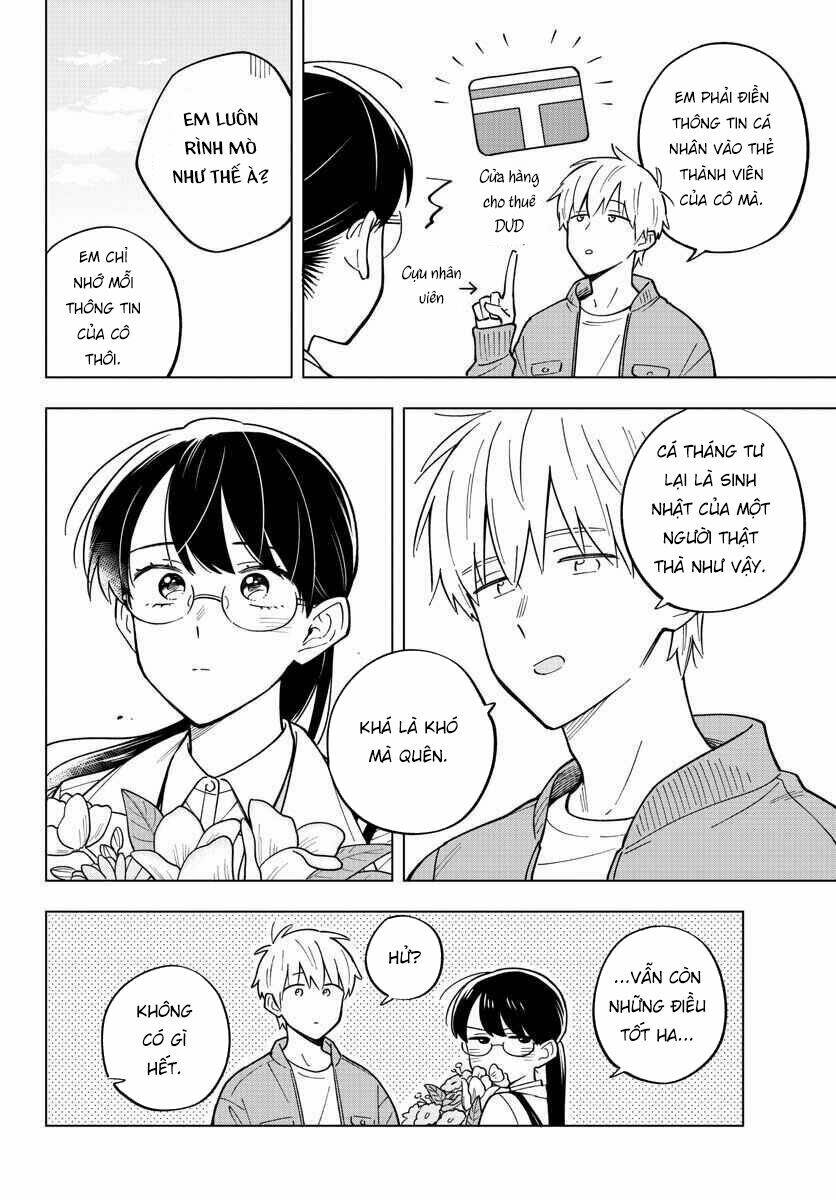 EM PHẢI ĐIỀN
THÔNG TIN CÁ
NHÂN VÀO THẺ
THÀNH VIÊN
CỦA CÔ MÀ.
Cửa hàng
cho thuê
DVD
Cựu nhân
viên
EM LUÔN
RÌNH MÒ
NHƯ THẾ À?
EM CHỈ
NHỚ MỖI
THÔNG TIN
CỦA CÔ
THÔI.
CÁ THÁNG TƯ
LẠI LÀ SINH
NHẬT CỦA MỘT
NGƯỜI THẬT
THÀ NHƯ VẬY.
KHÁ LÀ KHÓ
MÀ QUÊN.
...VẪN CÒN
NHỮNG ĐIỀU
TỐT HA...
HỬ?
KHÔNG
CÓ GÌ
HẾT.